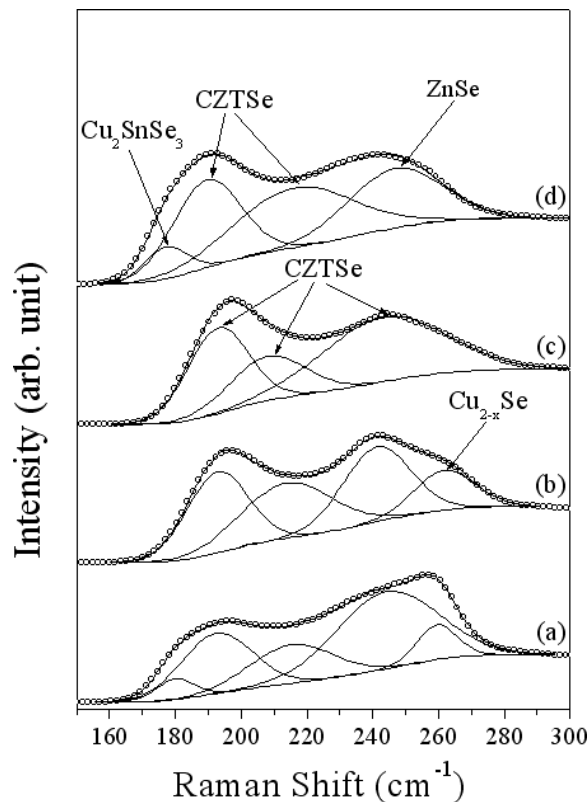 ZnSe
CZTSe
Cu₂SnSe₃
(d)
CZTSe
(c)
Cu₂₋ₓSe
(b)
(a)
Intensity (arb. unit)
160 180 200 220 240 260 280 300
Raman Shift (cm⁻¹)